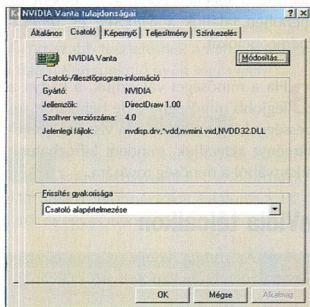 NVIDIA Vanta tulajdonságai
Általános Csatoló Képernyő Teljesítmény Színkezelés
NVIDIA Vanta
Módosítás...
Csatoló-/illesztőprogram-információ
Gyártó: NVIDIA
Jellemzők: DirectDraw 1.00
Szoftver verziószáma: 4.0
Jelenlegi fájlok: nvdisp.drv,*vdd,nvmini.vxd,NVDD32.DLL
Frissítés gyakorisága
Csatoló alapértelmezése
OK Mégse Alkalmaz